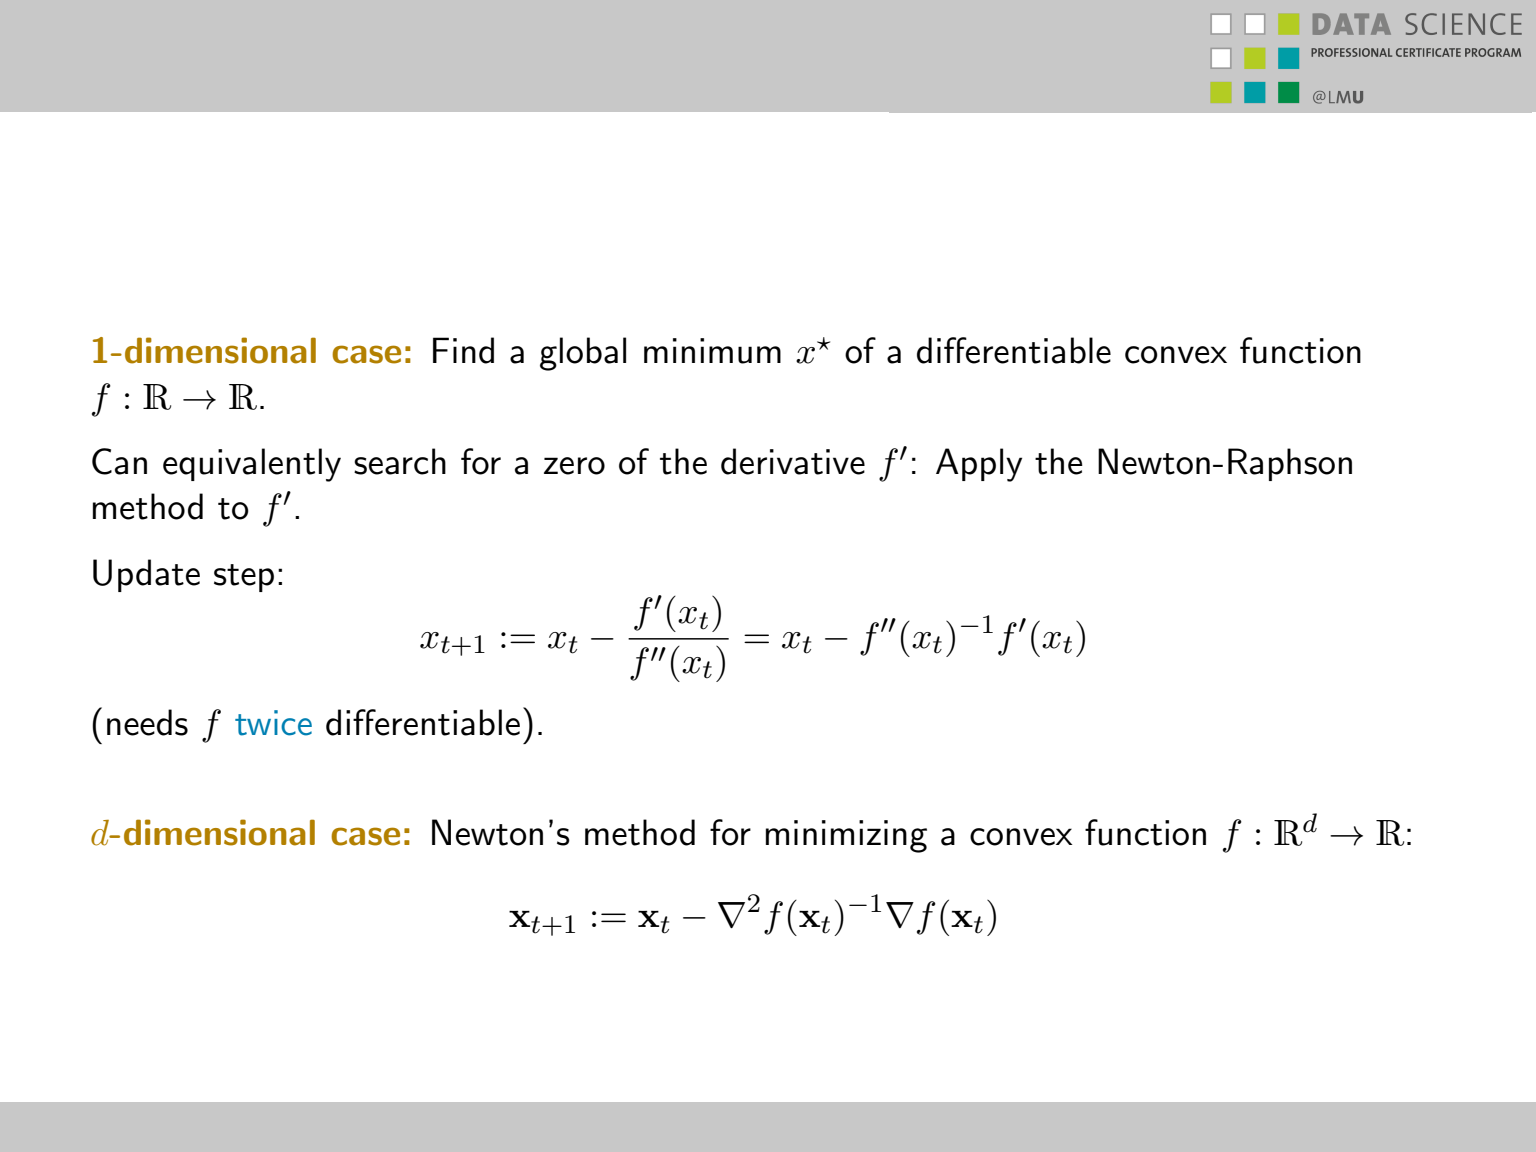 DATA SCIENCE
PROFESSIONAL CERTIFICATE PROGRAM
@LMU
1-dimensional case: Find a global minimum x⋆ of a differentiable convex function
f : ℝ → ℝ.
Can equivalently search for a zero of the derivative f′: Apply the Newton-Raphson
method to f′.
Update step:
x_{t+1} := x_t − \frac{f′(x_t)}{f″(x_t)} = x_t − f″(x_t)^{−1} f′(x_t)
(needs f twice differentiable).
d-dimensional case: Newton's method for minimizing a convex function f : ℝ^d → ℝ:
𝐱_{t+1} := 𝐱_t − ∇²f(𝐱_t)^{−1}∇f(𝐱_t)